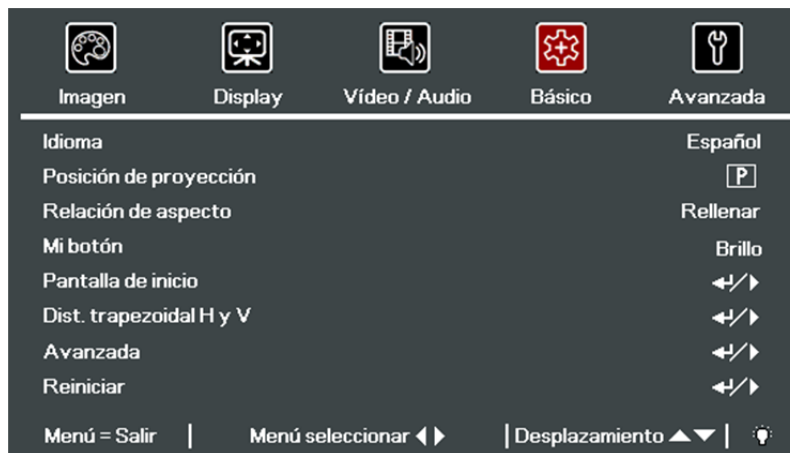 Imagen Display Vídeo / Audio Básico Avanzada
Idioma Español
Posición de proyección P
Relación de aspecto Rellenar
Mi botón Brillo
Pantalla de inicio
Dist. trapezoidal H y V
Avanzada
Reiniciar
Menú = Salir | Menú seleccionar | Desplazamiento |